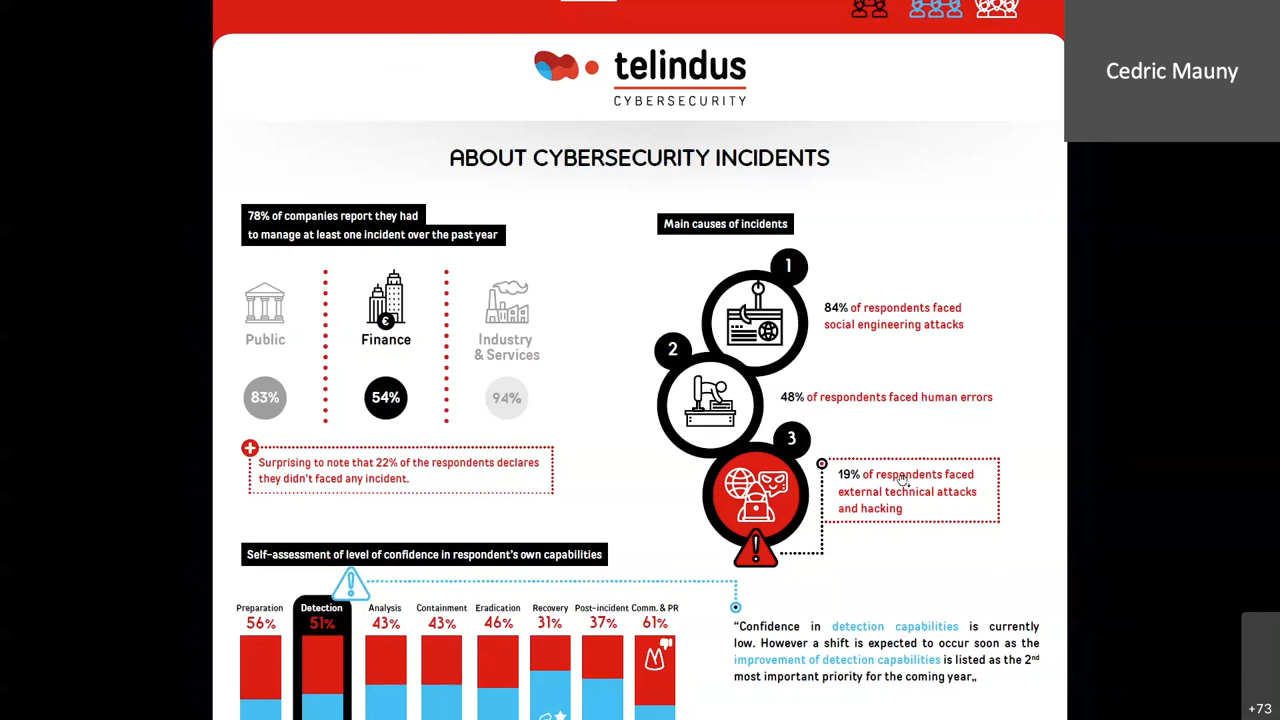 Cedric Mauny
telindus
CYBERSECURITY
ABOUT CYBERSECURITY INCIDENTS
78% of companies report they had
to manage at least one incident over the past year
Public
83%
Finance
€
54%
Industry
& Services
94%
Surprising to note that 22% of the respondents declares
they didn't faced any incident.
Main causes of incidents
1
84% of respondents faced
social engineering attacks
2
48% of respondents faced human errors
3
19% of respondents faced
external technical attacks
and hacking
Self-assessment of level of confidence in respondent's own capabilities
Preparation
56%
Detection
51%
Analysis
43%
Containment
43%
Eradication
46%
Recovery
31%
Post-incident
37%
Comm. & PR
61%
“Confidence in detection capabilities is currently
low. However a shift is expected to occur soon as the
improvement of detection capabilities is listed as the 2nd
most important priority for the coming year„
+73